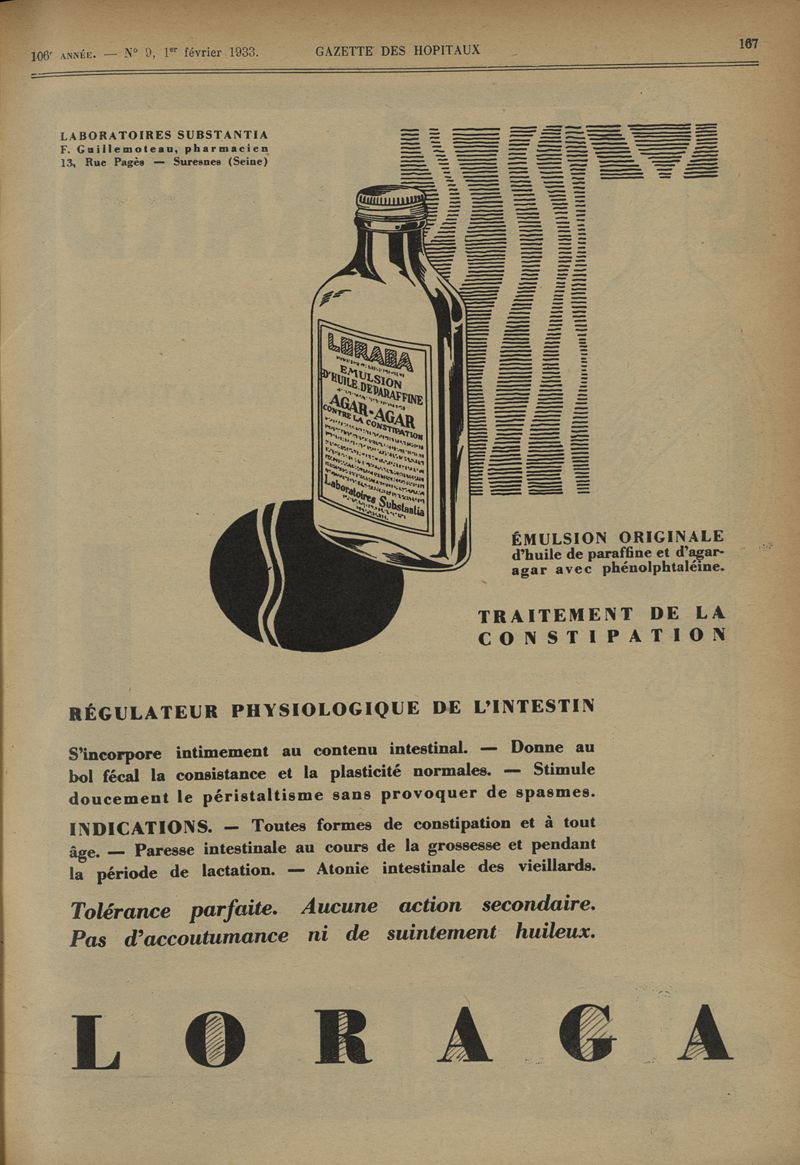 106e ANNÉE. — N° 9, 1er février 1933.
GAZETTE DES HOPITAUX
167
LABORATOIRES SUBSTANTIA
F. Guillemoteau, pharmacien
13, Rue Pagès — Suresnes (Seine)
LORAGA
EMULSION
D'HUILE DE PARAFFINE
AGAR-AGAR
CONTRE LA CONSTIPATION
Laboratoires Substantia
ÉMULSION ORIGINALE
d'huile de paraffine et d'agar-
agar avec phénolphtaléine.
TRAITEMENT DE LA
CONSTIPATION
RÉGULATEUR PHYSIOLOGIQUE DE L'INTESTIN
S'incorpore intimement au contenu intestinal. — Donne au
bol fécal la consistance et la plasticité normales. — Stimule
doucement le péristaltisme sans provoquer de spasmes.
INDICATIONS. — Toutes formes de constipation et à tout
âge. — Paresse intestinale au cours de la grossesse et pendant
la période de lactation. — Atonie intestinale des vieillards.
Tolérance parfaite. Aucune action secondaire.
Pas d'accoutumance ni de suintement huileux.
LORAGA